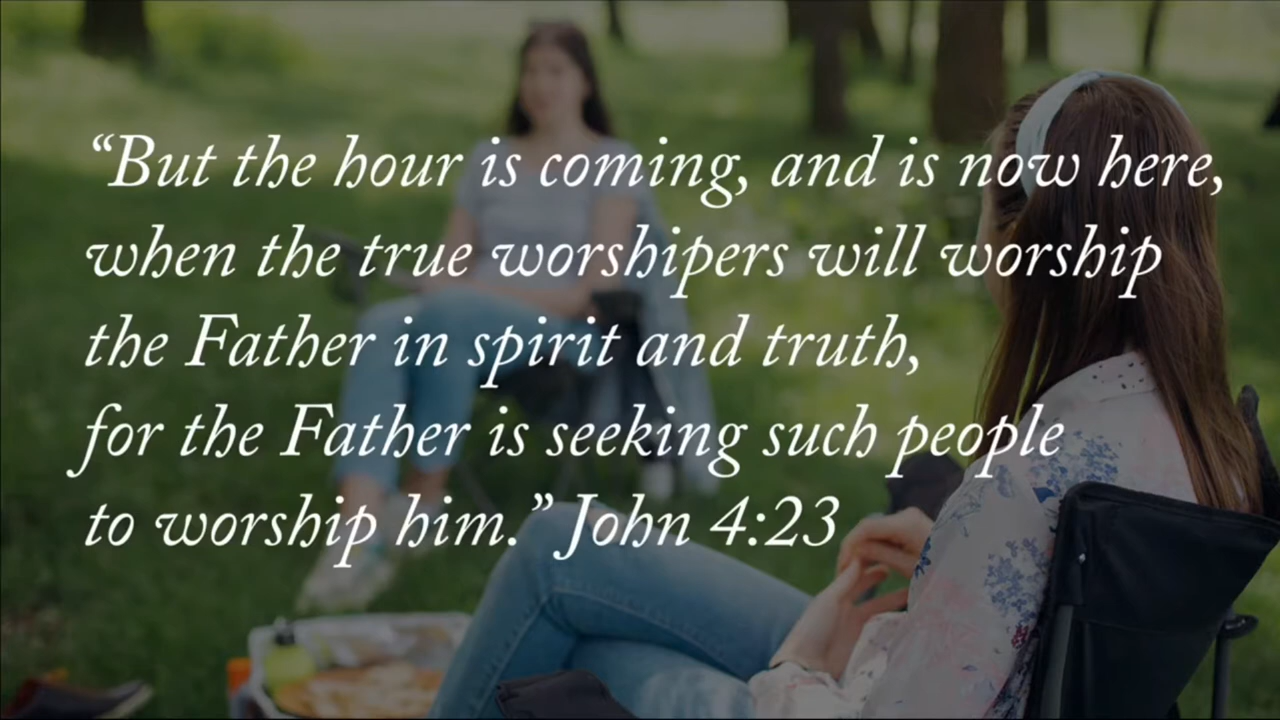 “But the hour is coming, and is now here,
when the true worshipers will worship
the Father in spirit and truth,
for the Father is seeking such people
to worship him.” John 4:23